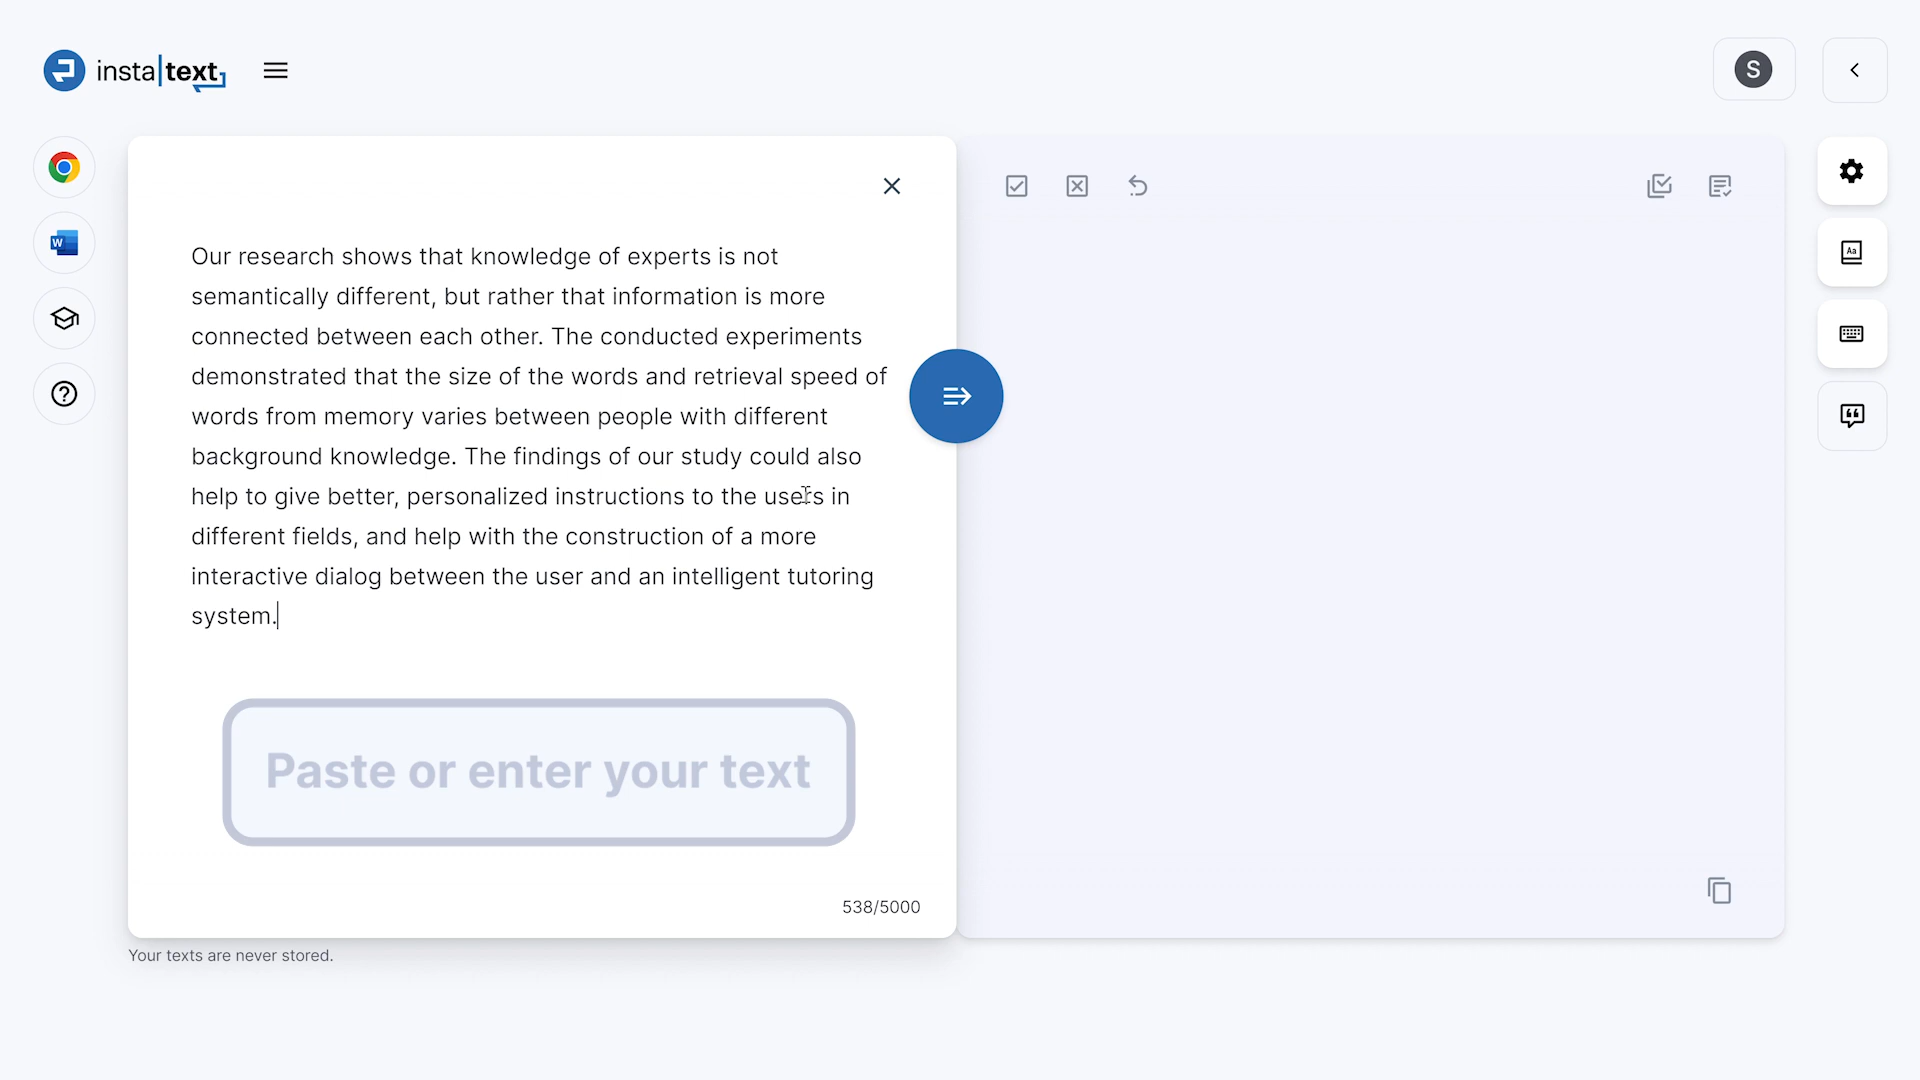 insta|text
S
Our research shows that knowledge of experts is not
semantically different, but rather that information is more
connected between each other. The conducted experiments
demonstrated that the size of the words and retrieval speed of
words from memory varies between people with different
background knowledge. The findings of our study could also
help to give better, personalized instructions to the users in
different fields, and help with the construction of a more
interactive dialog between the user and an intelligent tutoring
system.
Paste or enter your text
538/5000
Your texts are never stored.
W
Aa